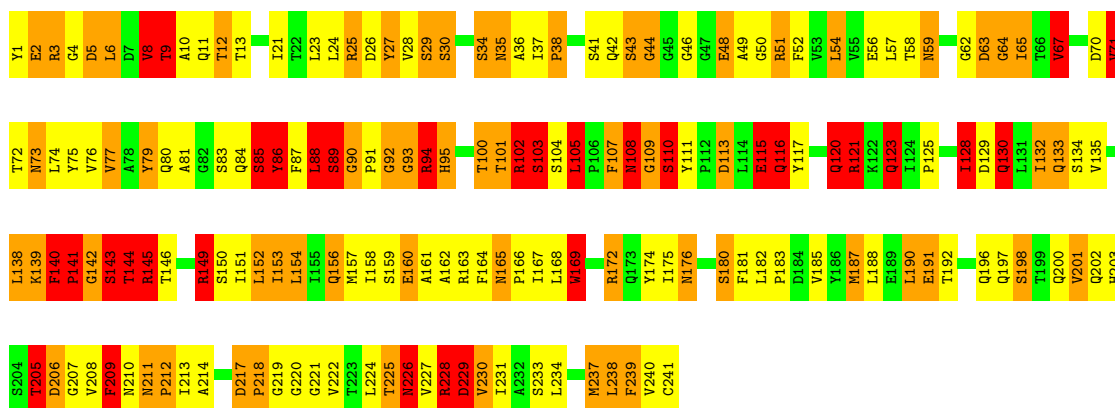 Y1 E2 R3 G4 D5 L6 D7 V8 T9 A10 Q11 T12 T13 I21 T22 L23 L24 R25 D26 Y27 V28 S29 S30 S34 N35 A36 I37 P38 S41 Q42 S43 G44 G45 G46 G47 E48 A49 G50 R51 F52 V53 L54 V55 E56 L57 T58 N59 G62 D63 G64 I65 T66 V67 D70
T72 N73 L74 Y75 V76 V77 A78 Y79 Q80 A81 G82 S83 Q84 S85 Y86 F87 L88 S89 G90 P91 G92 G93 R94 H95 T100 T101 R102 S103 S104 L105 P106 F107 N108 G109 S110 Y111 P112 D113 L114 E115 Q116 Y117 Q120 R121 K122 Q123 I124 P125 I128 D129 Q130 L131 I132 Q133 S134 V135
L138 K139 F140 P141 G142 S143 T144 R145 T146 R149 S150 I151 L152 I153 L154 I155 Q156 M157 I158 S159 E160 A161 A162 R163 F164 N165 P166 I167 L168 W169 R172 Q173 Y174 I175 N176 S180 F181 L182 P183 D184 V185 Y186 M187 L188 E189 L190 E191 T192 Q196 Q197 S198 T199 Q200 V201 Q202 H203
S204 T205 D206 G207 V208 F209 N210 N211 P212 I213 A214 D217 P218 G219 G220 G221 V222 T223 L224 T225 N226 V227 R228 D229 V230 I231 A232 S233 L234 M237 L238 F239 V240 C241